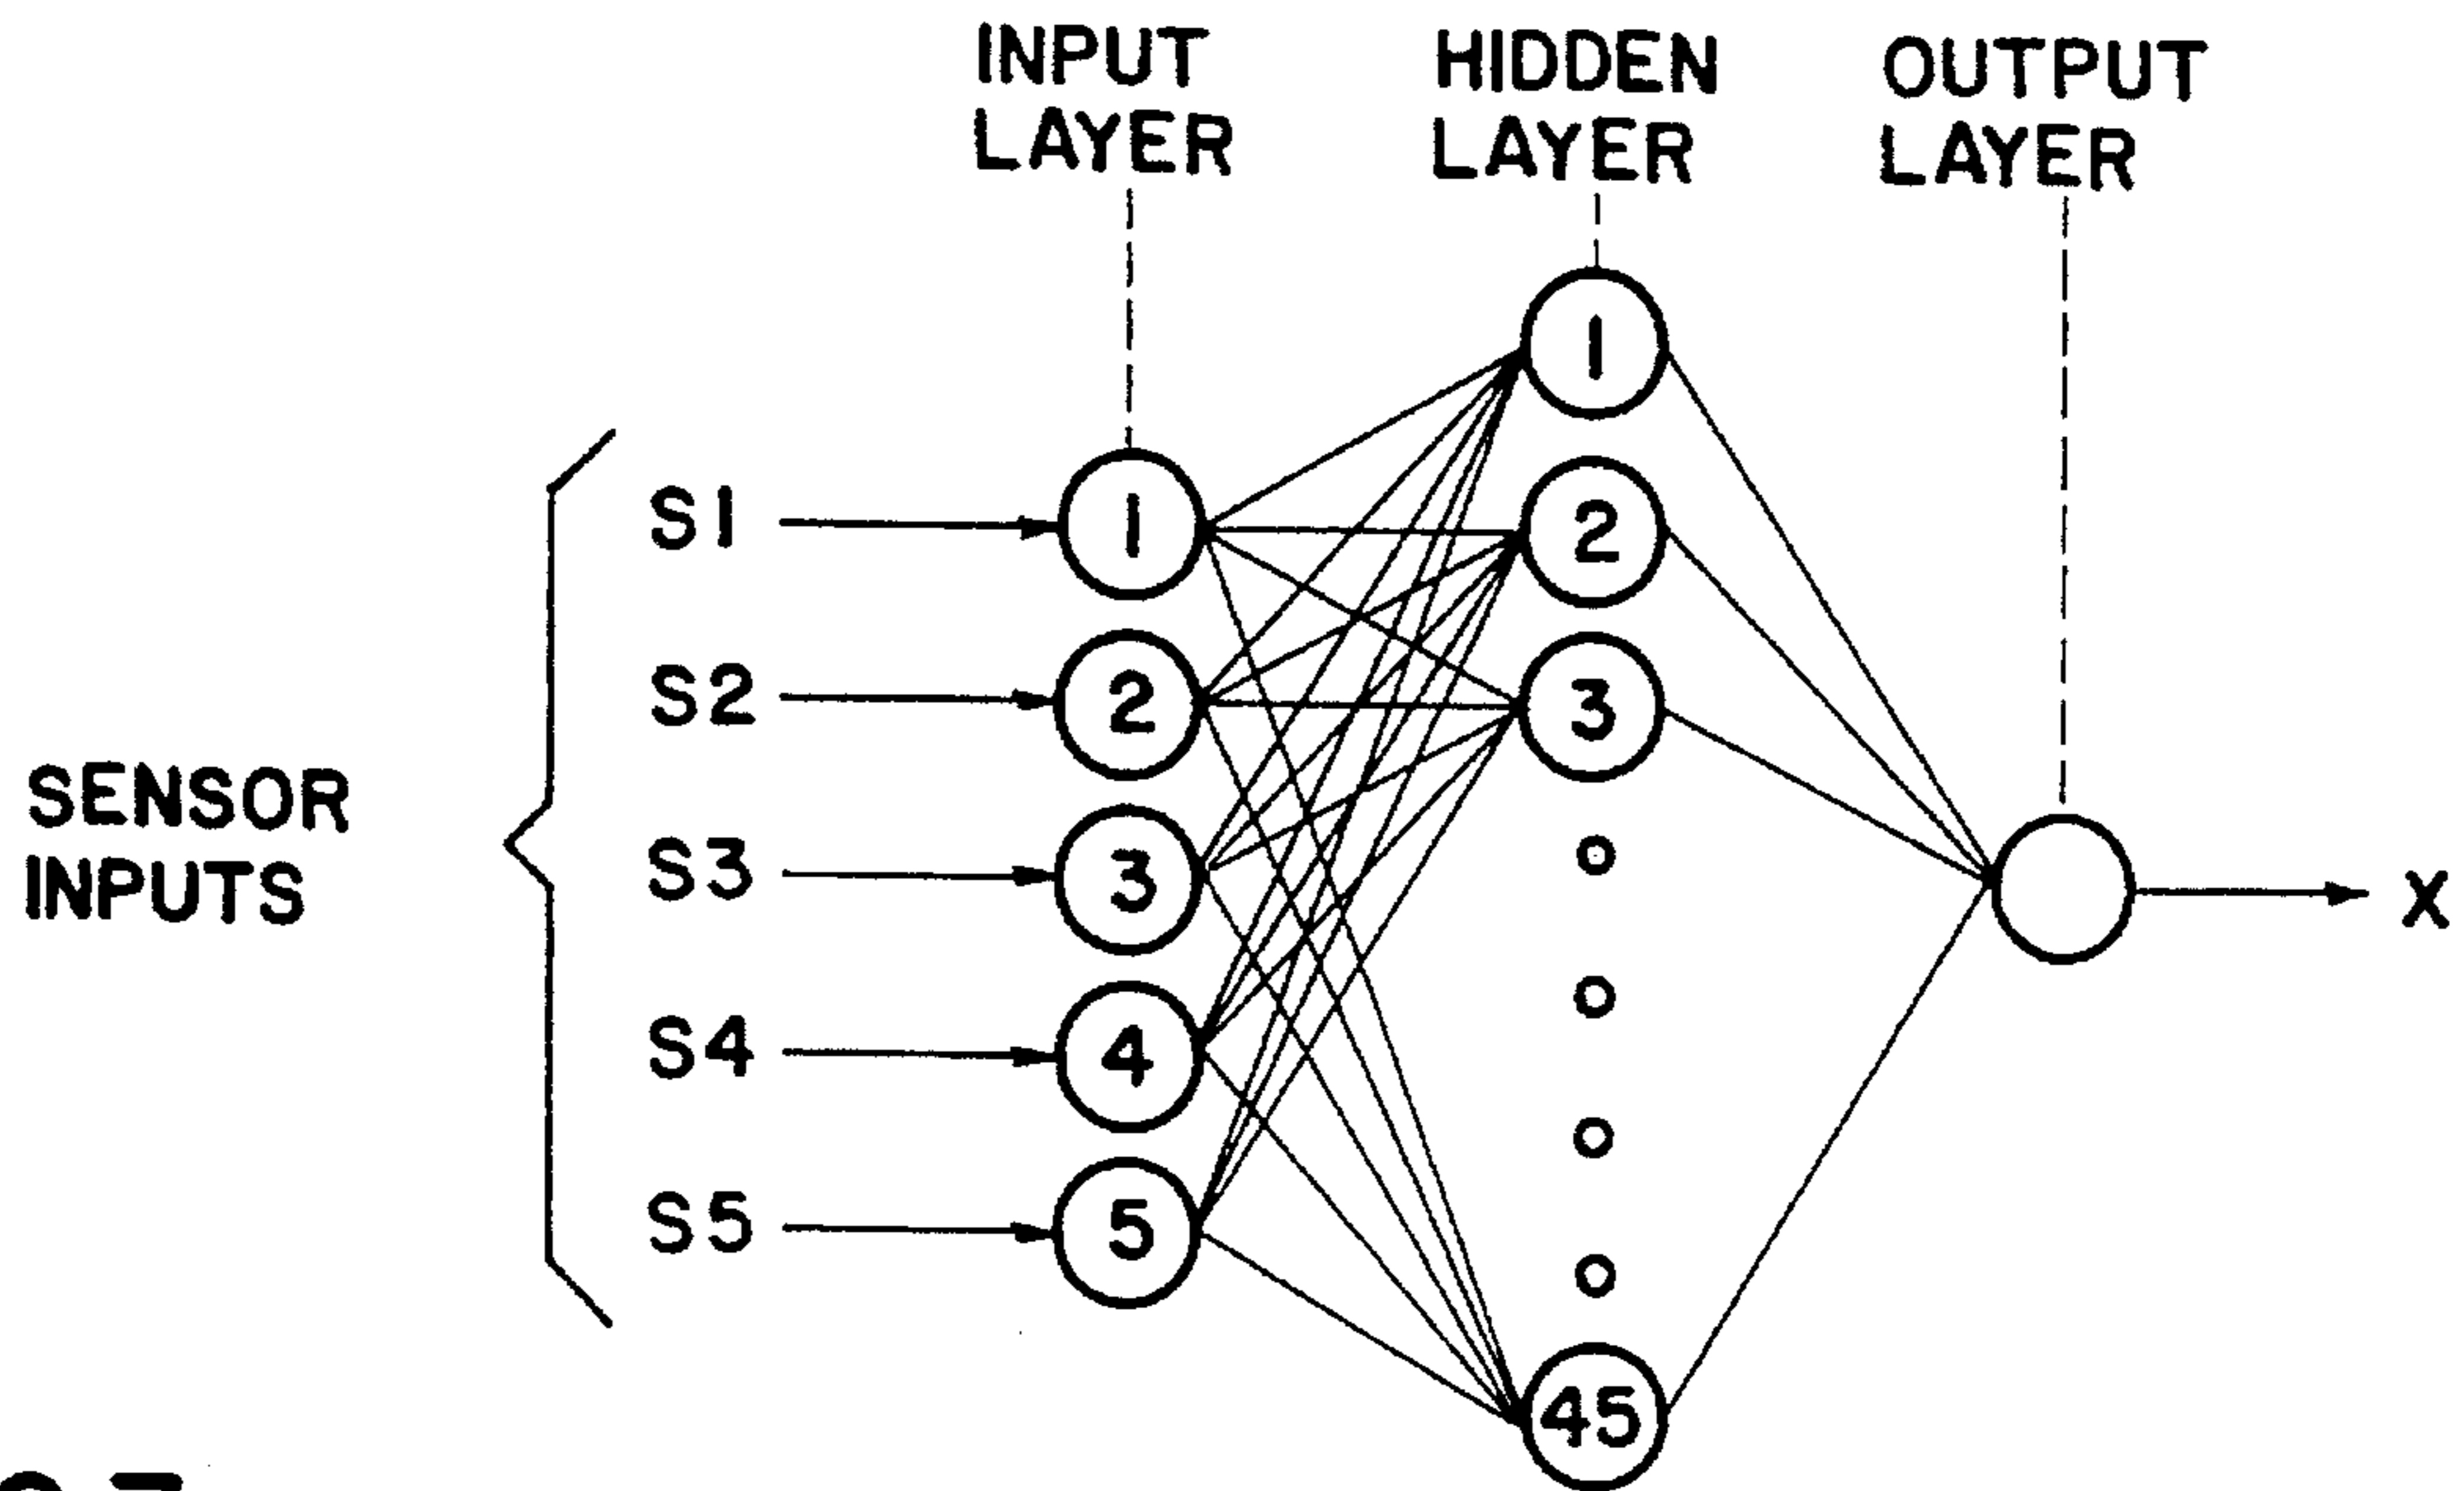 INPUT LAYER
HIDDEN LAYER
OUTPUT LAYER
SENSOR INPUTS
S1
S2
S3
S4
S5
1
2
3
4
5
1
2
3
45
X